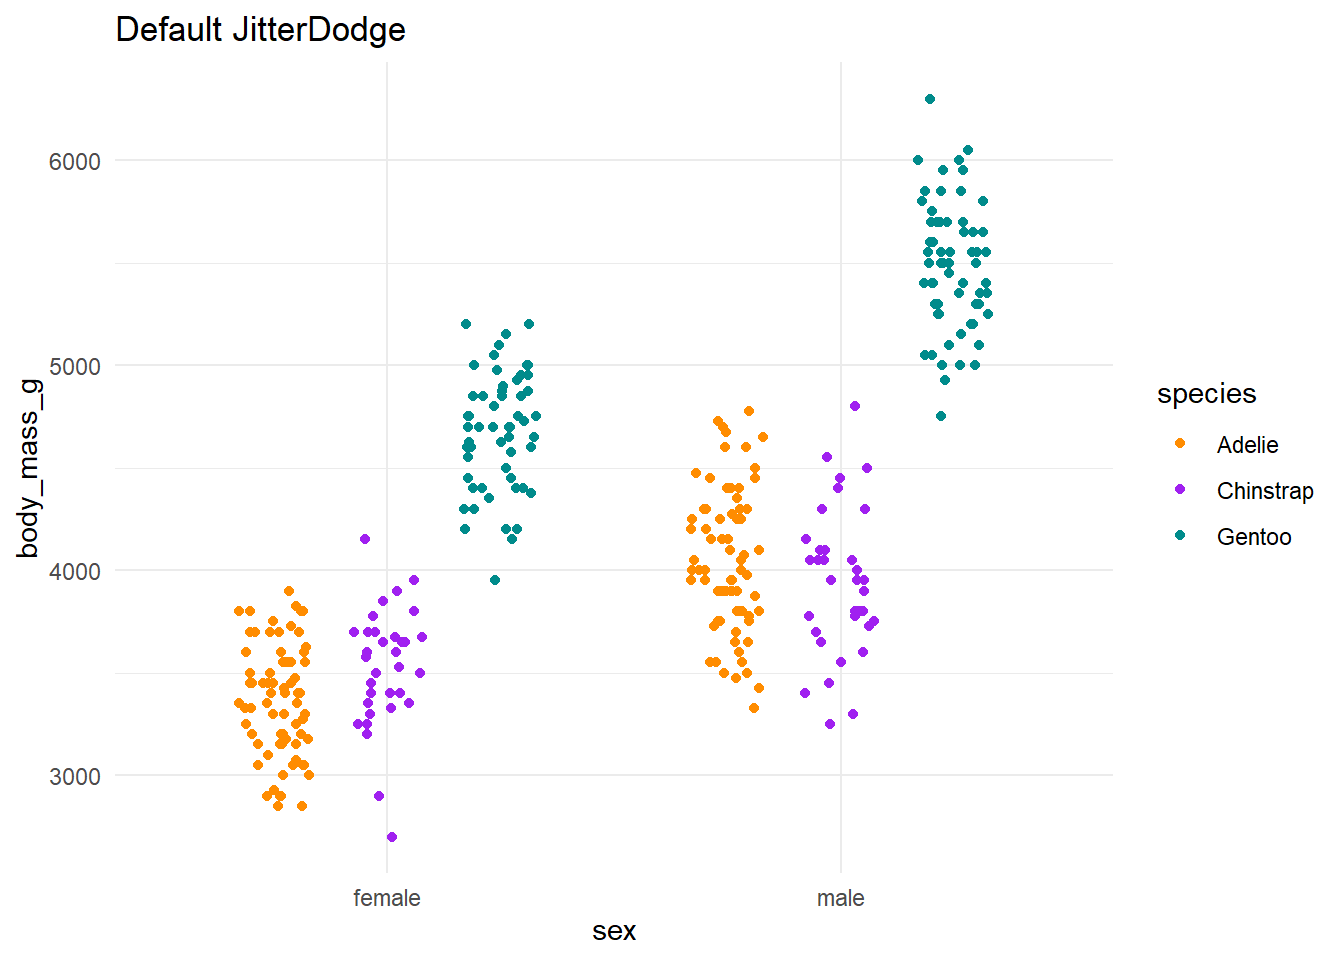 Default JitterDodge
body_mass_g
6000
5000
4000
3000
female
male
sex
species
Adelie
Chinstrap
Gentoo